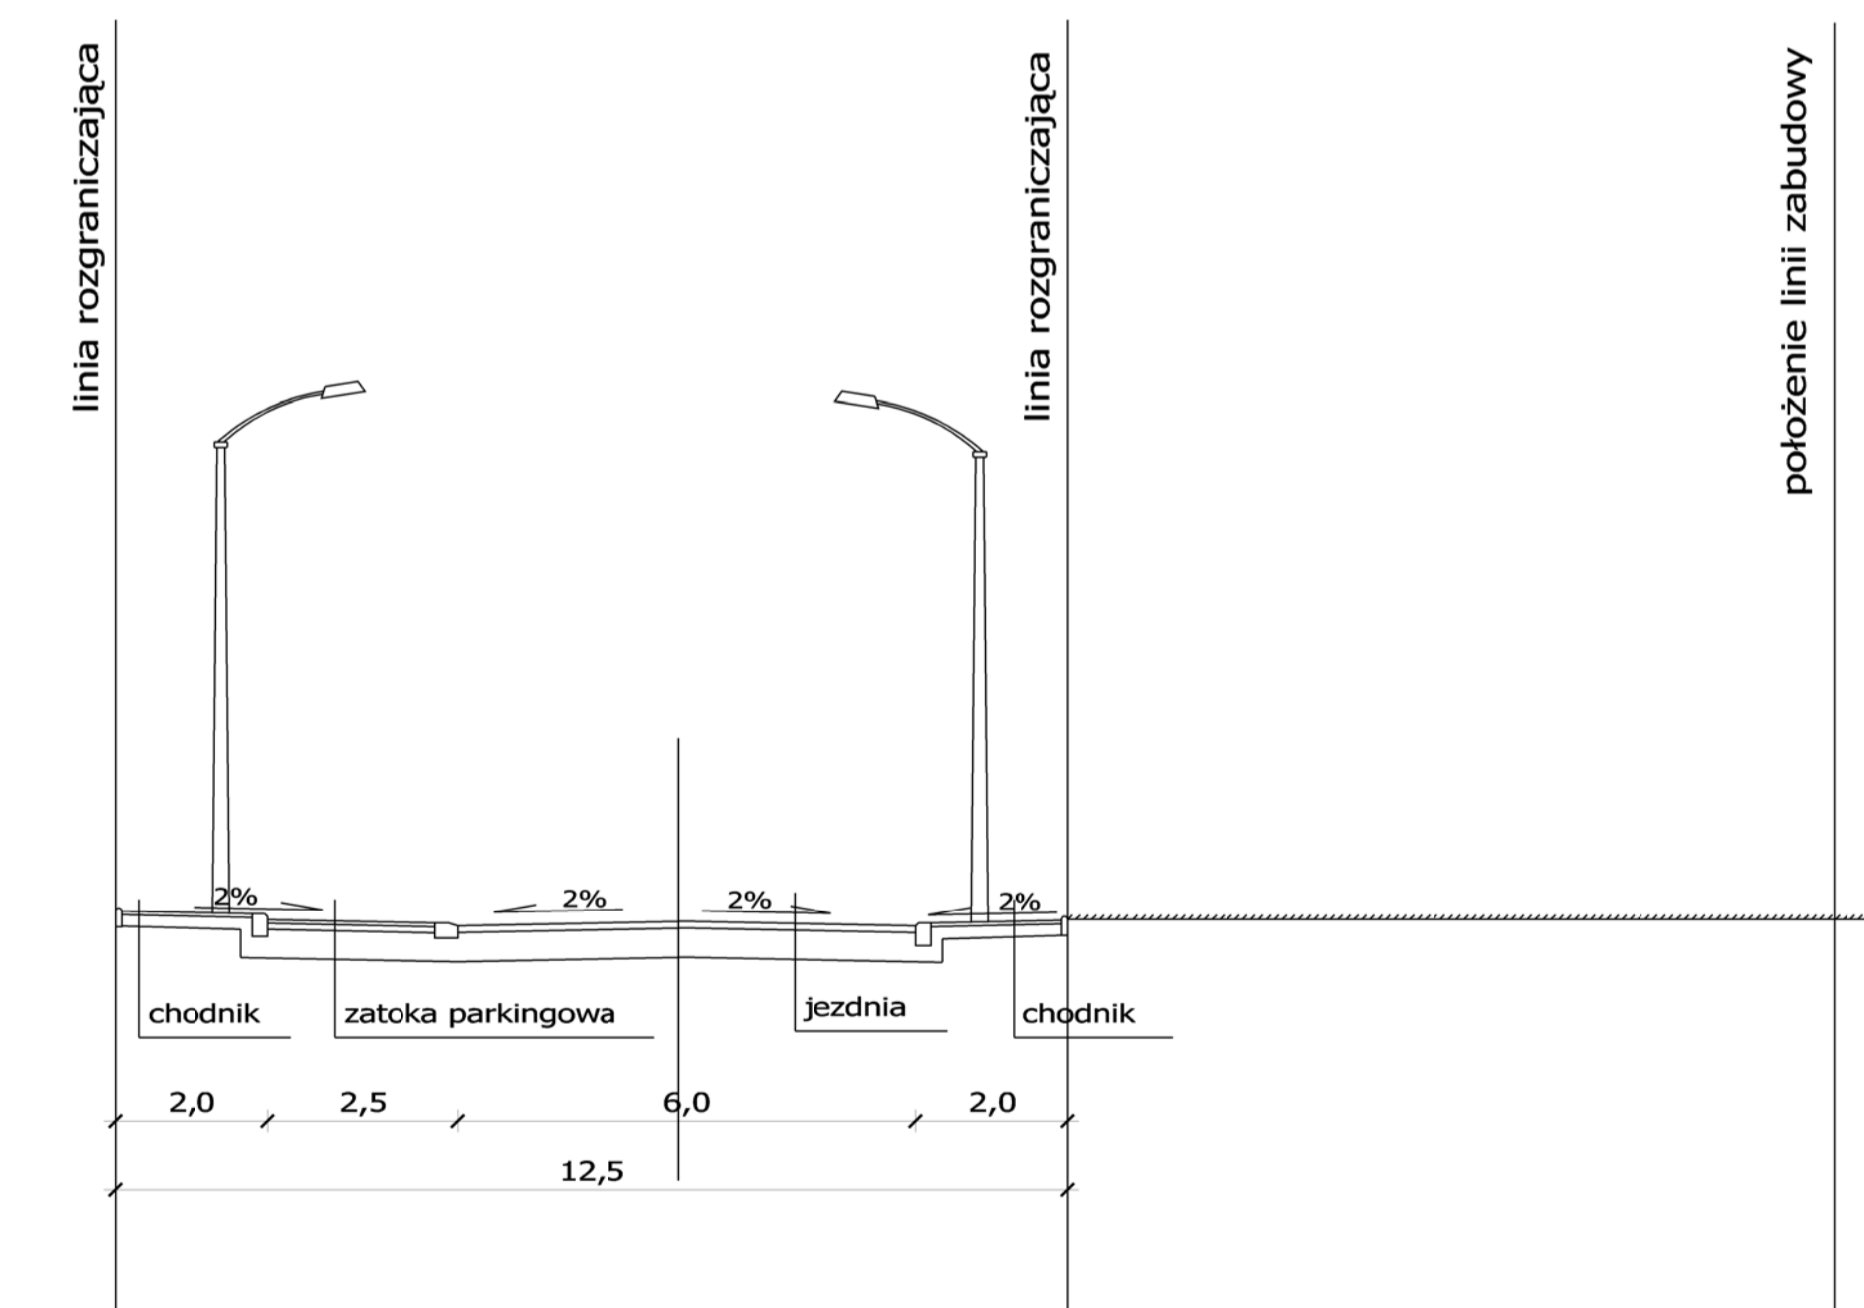 linia rozgraniczająca
linia rozgraniczająca
położenie linii zabudowy
2%
2%
2%
2%
chodnik
zatoka parkingowa
jezdnia
chodnik
2,0
2,5
6,0
2,0
12,5